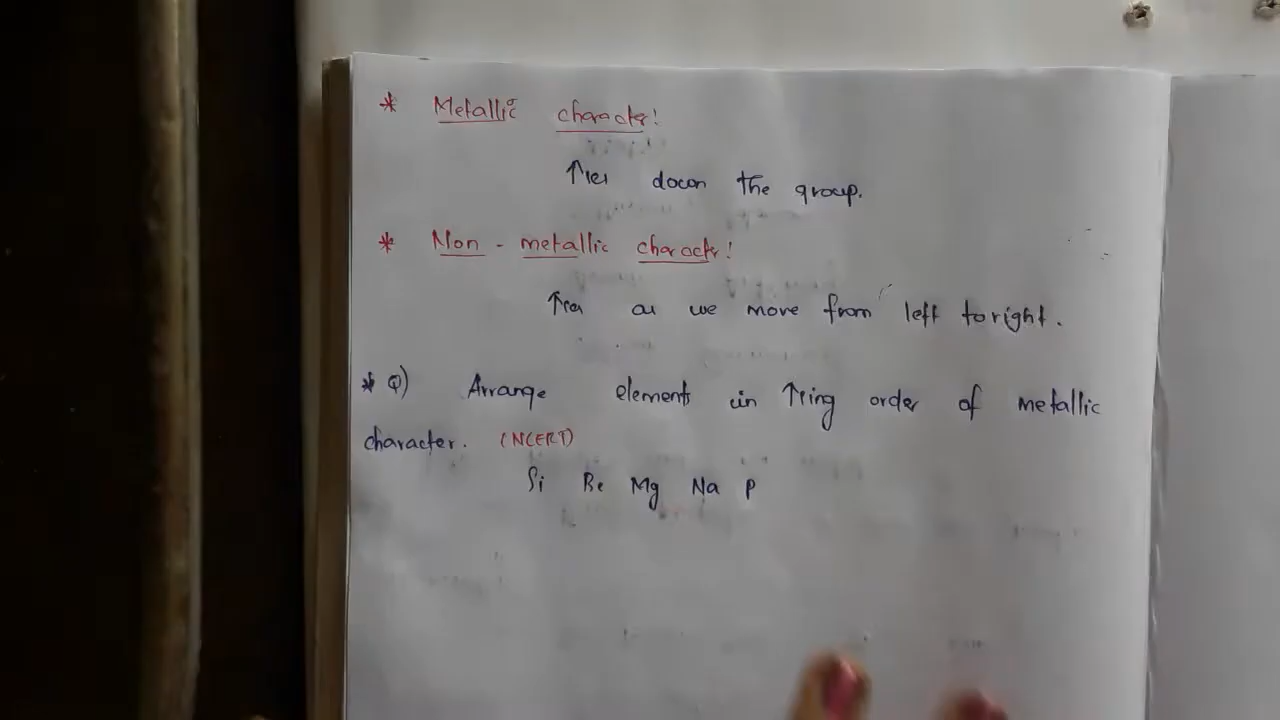 * Metallic character!
↑ses down the group.
* Non - metallic character!
↑ses as we move from left to right.
* Q) Arrange elements in ↑ing order of metallic
character. (NCERT)
Si Be Mg Na P